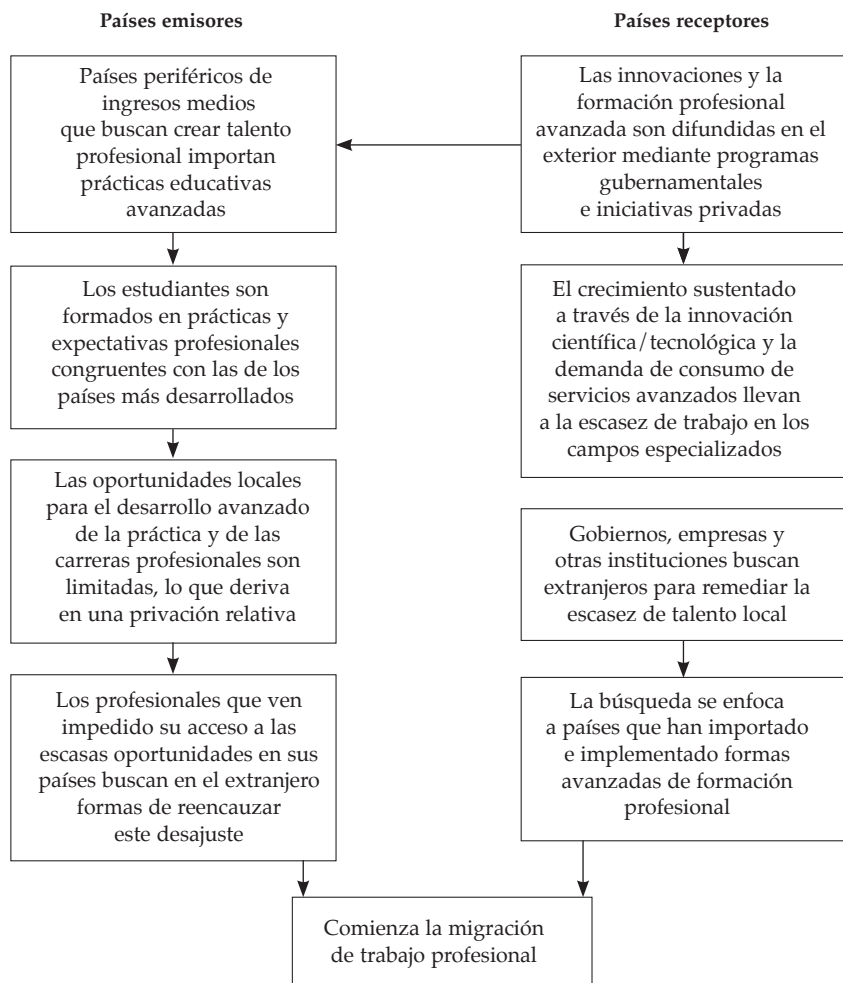 Países emisores
Países periféricos de
ingresos medios
que buscan crear talento
profesional importan
prácticas educativas
avanzadas
Los estudiantes son
formados en prácticas y
expectativas profesionales
congruentes con las de los
países más desarrollados
Las oportunidades locales
para el desarrollo avanzado
de la práctica y de las
carreras profesionales son
limitadas, lo que deriva
en una privación relativa
Los profesionales que ven
impedido su acceso a las
escasas oportunidades en sus
países buscan en el extranjero
formas de reencauzar
este desajuste
Países receptores
Las innovaciones y la
formación profesional
avanzada son difundidas en el
exterior mediante programas
gubernamentales
e iniciativas privadas
El crecimiento sustentado
a través de la innovación
científica/tecnológica y la
demanda de consumo de
servicios avanzados llevan
a la escasez de trabajo en los
campos especializados
Gobiernos, empresas y
otras instituciones buscan
extranjeros para remediar la
escasez de talento local
La búsqueda se enfoca
a países que han importado
e implementado formas
avanzadas de formación
profesional
Comienza la migración
de trabajo profesional